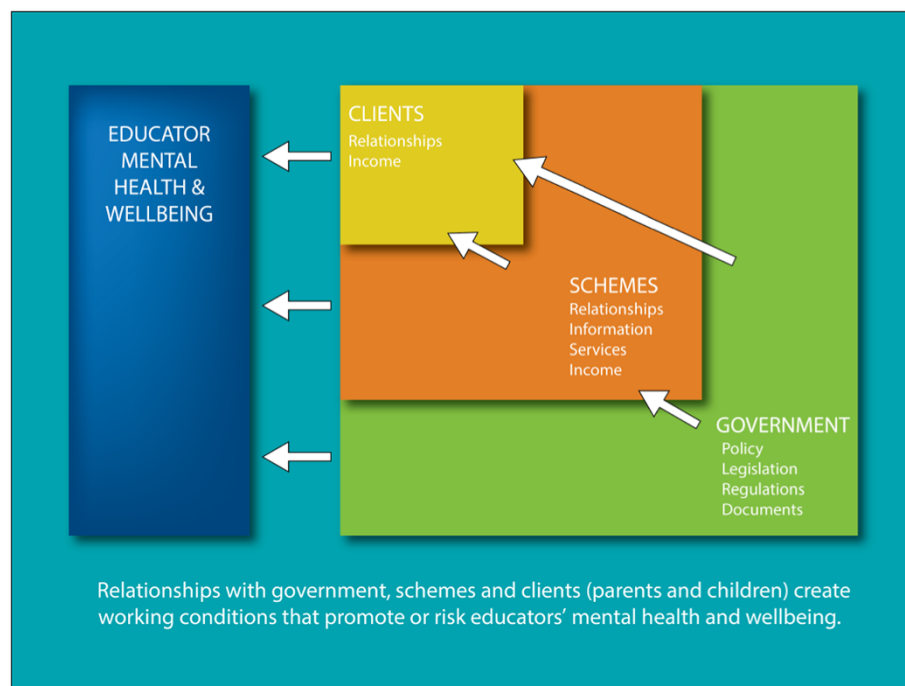 EDUCATOR
MENTAL
HEALTH &
WELLBEING
CLIENTS
Relationships
Income
SCHEMES
Relationships
Information
Services
Income
GOVERNMENT
Policy
Legislation
Regulations
Documents
Relationships with government, schemes and clients (parents and children) create
working conditions that promote or risk educators’ mental health and wellbeing.